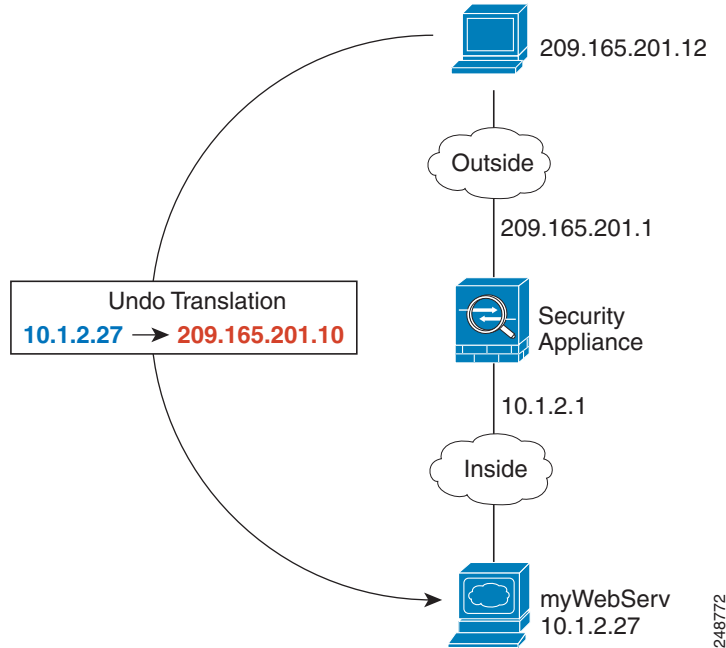 209.165.201.12
Outside
209.165.201.1
Undo Translation
10.1.2.27 → 209.165.201.10
Security
Appliance
10.1.2.1
Inside
myWebServ
10.1.2.27
248772